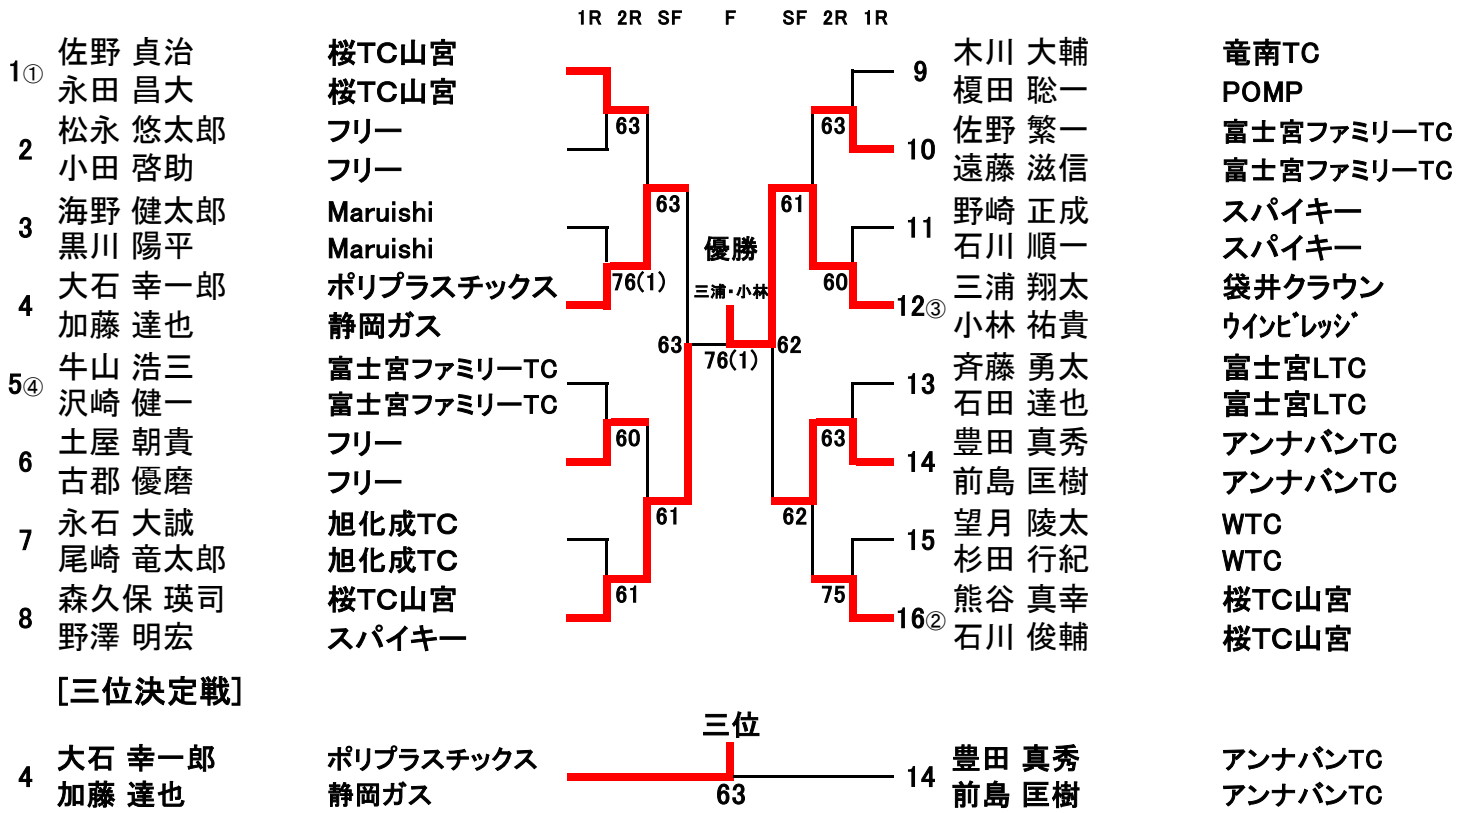 1R 2R SF F SF 2R 1R
1① 佐野 貞治 桜TC山宮
永田 昌大 桜TC山宮
2 松永 悠太郎 フリー
小田 啓助 フリー
3 海野 健太郎 Maruishi
黒川 陽平 Maruishi
4 大石 幸一郎 ポリプラスチックス
加藤 達也 静岡ガス
5④ 牛山 浩三 富士宮ファミリーTC
沢崎 健一 富士宮ファミリーTC
6 土屋 朝貴 フリー
古郡 優磨 フリー
7 永石 大誠 旭化成TC
尾崎 竜太郎 旭化成TC
8 森久保 瑛司 桜TC山宮
野澤 明宏 スパイキー
63
76(1)
60
61
63
61
63
優勝
三浦・小林
76(1)
62
61
62
63
60
63
75
9 木川 大輔 竜南TC
榎田 聡一 POMP
10 佐野 繁一 富士宮ファミリーTC
遠藤 滋信 富士宮ファミリーTC
11 野崎 正成 スパイキー
石川 順一 スパイキー
12③ 三浦 翔太 袋井クラウン
小林 祐貴 ウインビレッジ
13 斉藤 勇太 富士宮LTC
石田 達也 富士宮LTC
14 豊田 真秀 アンナバンTC
前島 匡樹 アンナバンTC
15 望月 陵太 WTC
杉田 行紀 WTC
16② 熊谷 真幸 桜TC山宮
石川 俊輔 桜TC山宮
[三位決定戦]
三位
4 大石 幸一郎 ポリプラスチックス
加藤 達也 静岡ガス
63
14 豊田 真秀 アンナバンTC
前島 匡樹 アンナバンTC